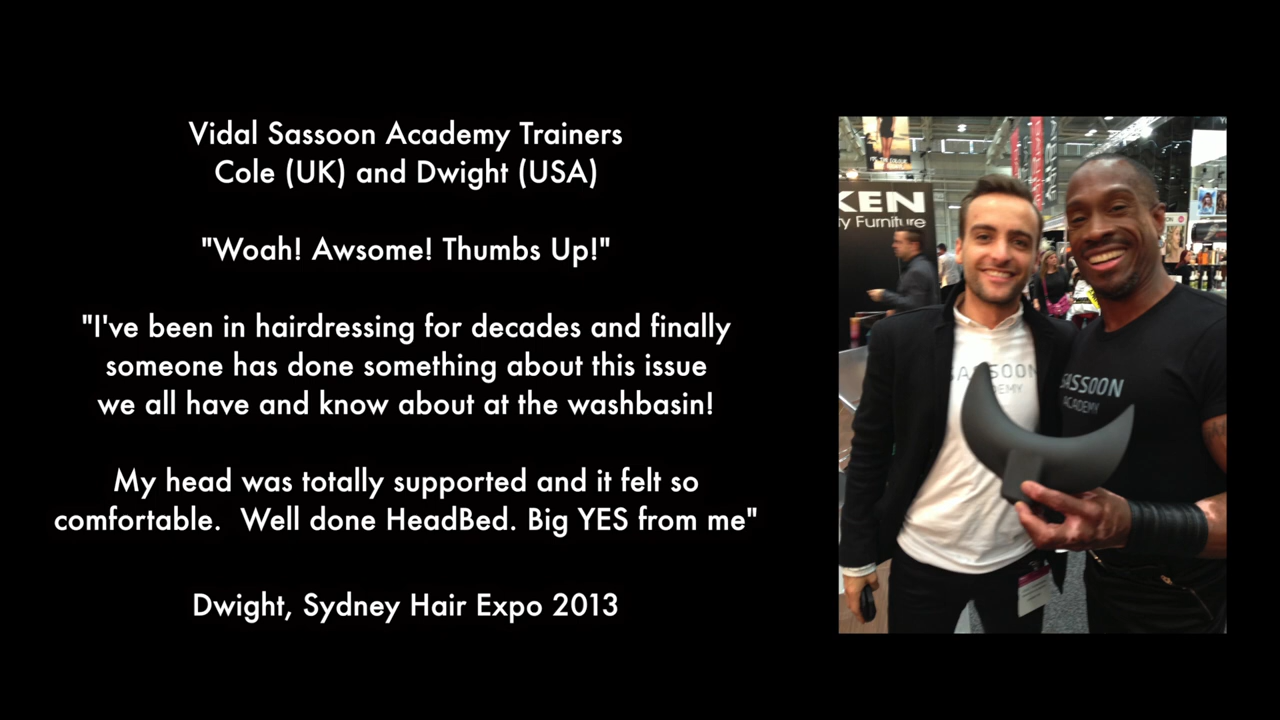 Vidal Sassoon Academy Trainers
Cole (UK) and Dwight (USA)
"Woah! Awsome! Thumbs Up!"
"I've been in hairdressing for decades and finally
someone has done something about this issue
we all have and know about at the washbasin!
My head was totally supported and it felt so
comfortable.  Well done HeadBed. Big YES from me"
Dwight, Sydney Hair Expo 2013
KEN
ty Furniture
SASSOON
DEMY
SASSOON
ACADEMY